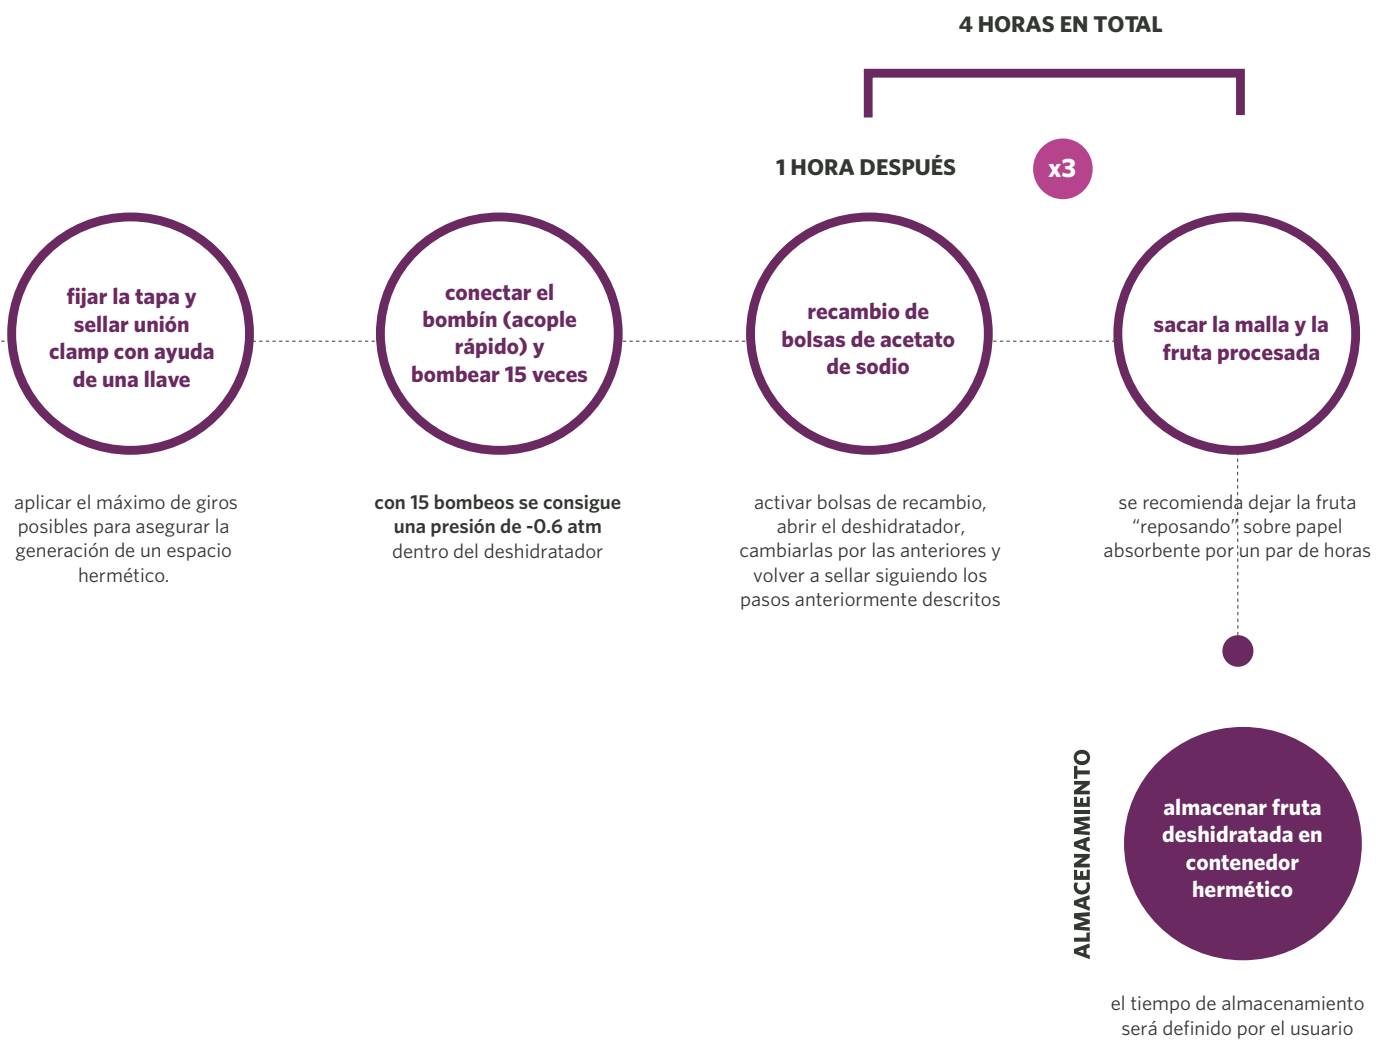 4 HORAS EN TOTAL
1 HORA DESPUÉS
x3
fijar la tapa y
sellar unión
clamp con ayuda
de una llave
conectar el
bombín (acople
rápido) y
bombear 15 veces
recambio de
bolsas de acetato
de sodio
sacar la malla y la
fruta procesada
aplicar el máximo de giros
posibles para asegurar la
generación de un espacio
hermético.
con 15 bombeos se consigue
una presión de -0.6 atm
dentro del deshidratador
activar bolsas de recambio,
abrir el deshidratador,
cambiarlas por las anteriores y
volver a sellar siguiendo los
pasos anteriormente descritos
se recomienda dejar la fruta
“reposando” sobre papel
absorbente por un par de horas
ALMACENAMIENTO
almacenar fruta
deshidratada en
contenedor
hermético
el tiempo de almacenamiento
será definido por el usuario